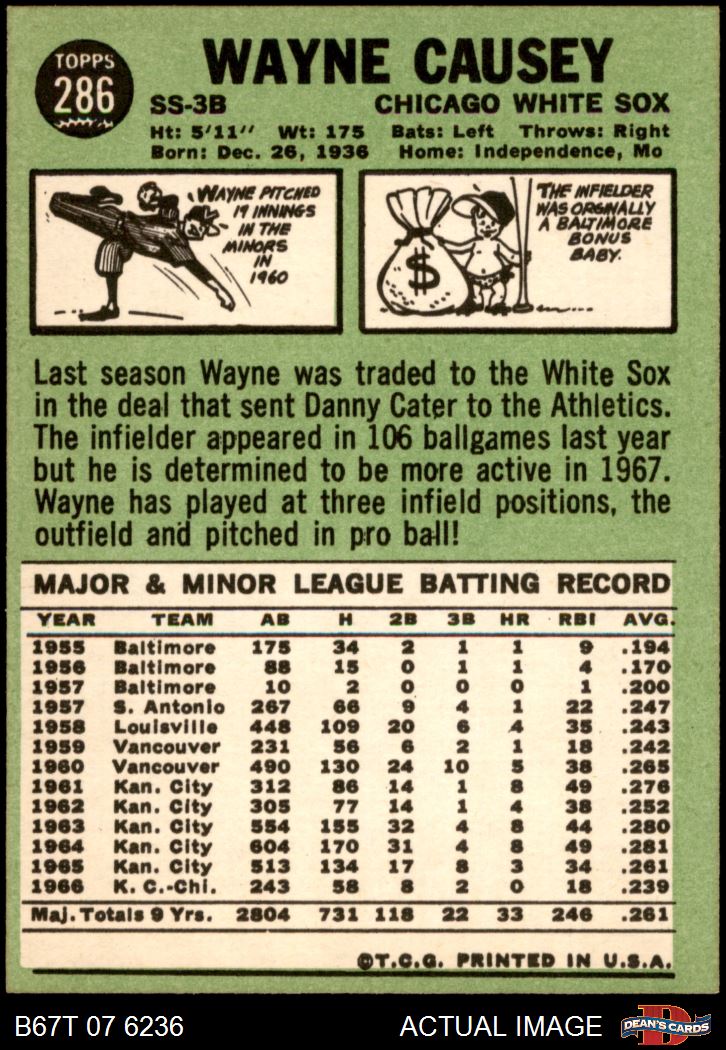 TOPPS
286
WAYNE CAUSEY
SS-3B CHICAGO WHITE SOX
Ht: 5'11" Wt: 175 Bats: Left Throws: Right
Born: Dec. 26, 1936 Home: Independence, Mo
WAYNE PITCHED
19 INNINGS
IN THE
MINORS
IN
1960
$
THE INFIELDER
WAS ORGINALLY
A BALTIMORE
BONUS
BABY.
Last season Wayne was traded to the White Sox
in the deal that sent Danny Cater to the Athletics.
The infielder appeared in 106 ballgames last year
but he is determined to be more active in 1967.
Wayne has played at three infield positions, the
outfield and pitched in pro ball!
MAJOR & MINOR LEAGUE BATTING RECORD
YEAR TEAM AB H 2B 3B HR RBI AVG.
1955 Baltimore 175 34 2 1 1 9 .194
1956 Baltimore 88 15 0 1 1 4 .170
1957 Baltimore 10 2 0 0 0 1 .200
1957 S. Antonio 267 66 9 4 1 22 .247
1958 Louisville 448 109 20 6 4 35 .243
1959 Vancouver 231 56 6 2 1 18 .242
1960 Vancouver 490 130 24 10 5 38 .265
1961 Kan. City 312 86 14 1 8 49 .276
1962 Kan. City 305 77 14 1 4 38 .252
1963 Kan. City 554 155 32 4 8 44 .280
1964 Kan. City 604 170 31 4 8 49 .281
1965 Kan. City 513 134 17 8 3 34 .261
1966 K. C.-Chi. 243 58 8 2 0 18 .239
Maj. Totals 9 Yrs. 2804 731 118 22 33 246 .261
©T.C.G. PRINTED IN U.S.A.
B67T 07 6236 ACTUAL IMAGE
D
DEAN'S CARDS